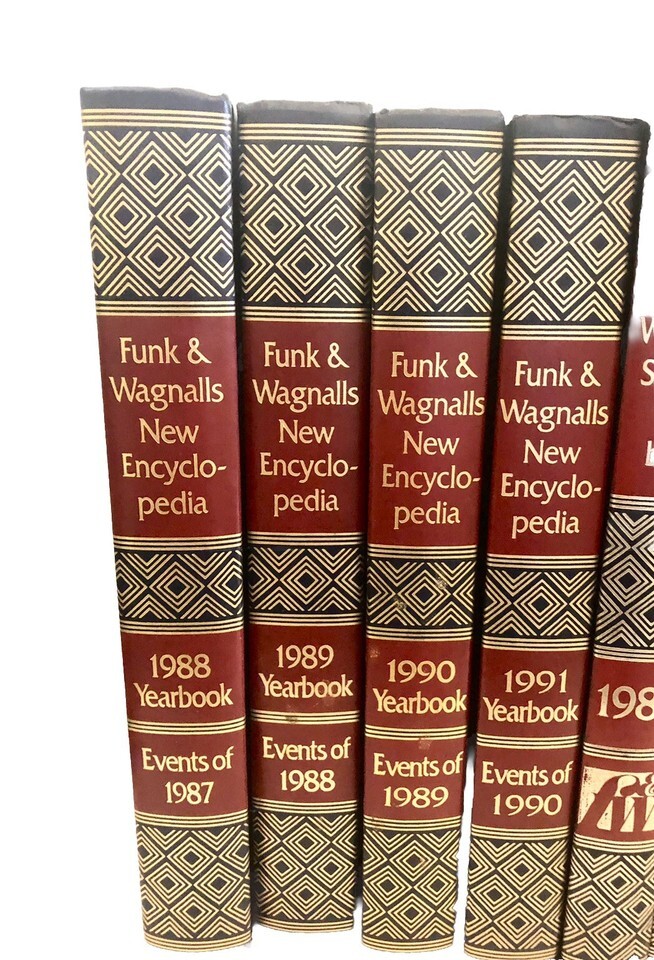 Funk &
Wagnalls
New
Encyclo-
pedia
1988
Yearbook
Events of
1987
Funk &
Wagnalls
New
Encyclo-
pedia
1989
Yearbook
Events of
1988
Funk &
Wagnalls
New
Encyclo-
pedia
1990
Yearbook
Events of
1989
Funk &
Wagnalls
New
Encyclo-
pedia
1991
Yearbook
Events of
1990
198